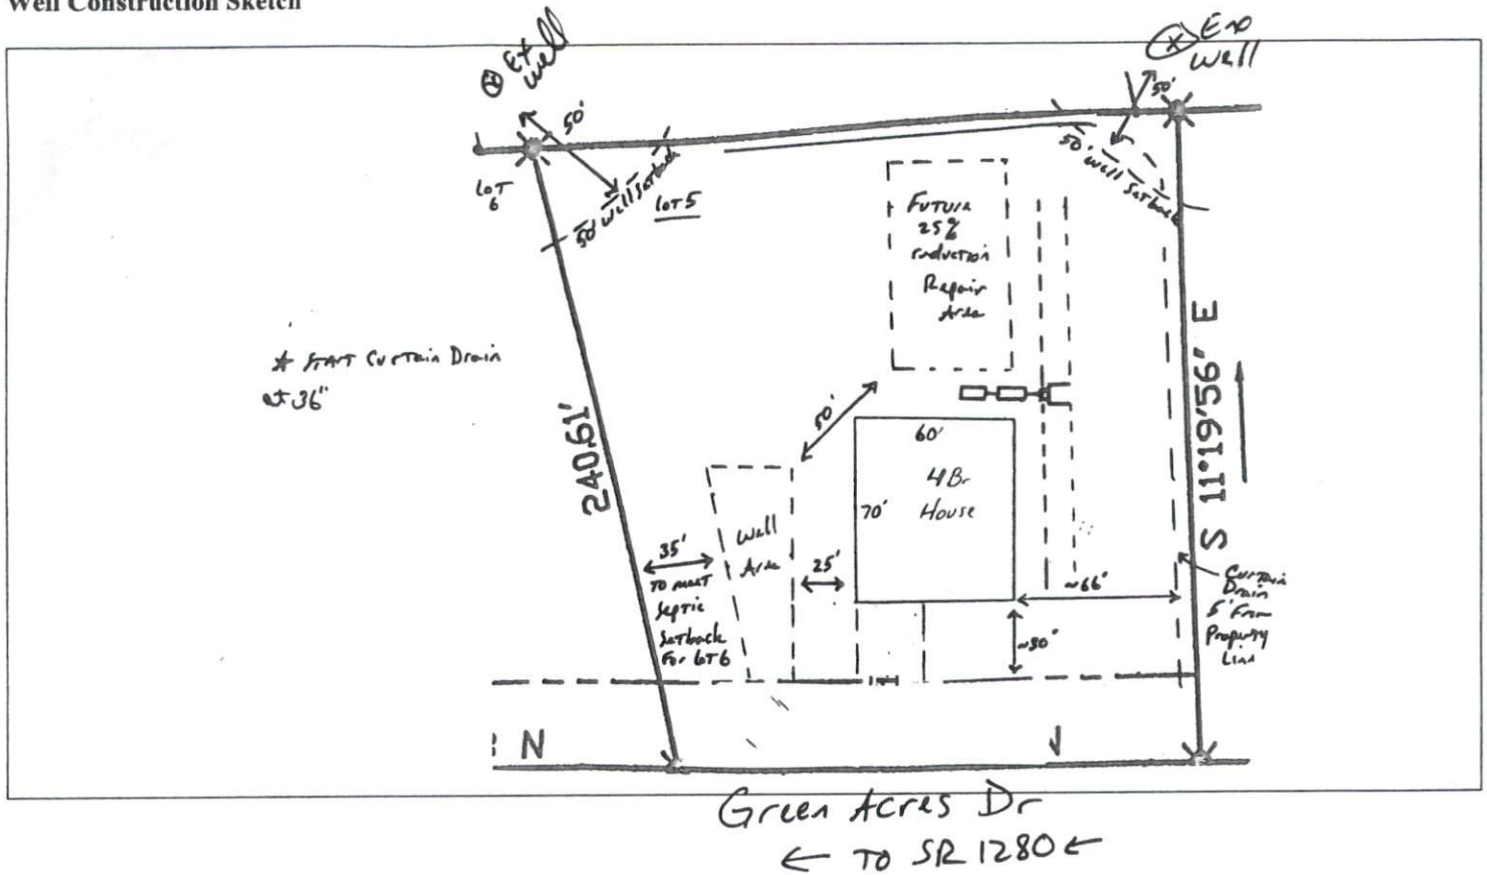 Well Construction Sketch
Ex
well
Exo
Well
50'
50'
LOT
6
50' Well Setback
LOT 5
50' Well Setback
Future
25%
reduction
Repair
Area
* START Curtain Drain
at 36"
240.61'
S 11°19'56" E
50'
60'
70'
4Br
House
Well
Area
35'
TO meet
Septic
Setback
For LOT 6
25'
~66'
~30'
Curtain
Drain
5' From
Property
Line
N
Green Acres Dr
← TO SR 1280 ←